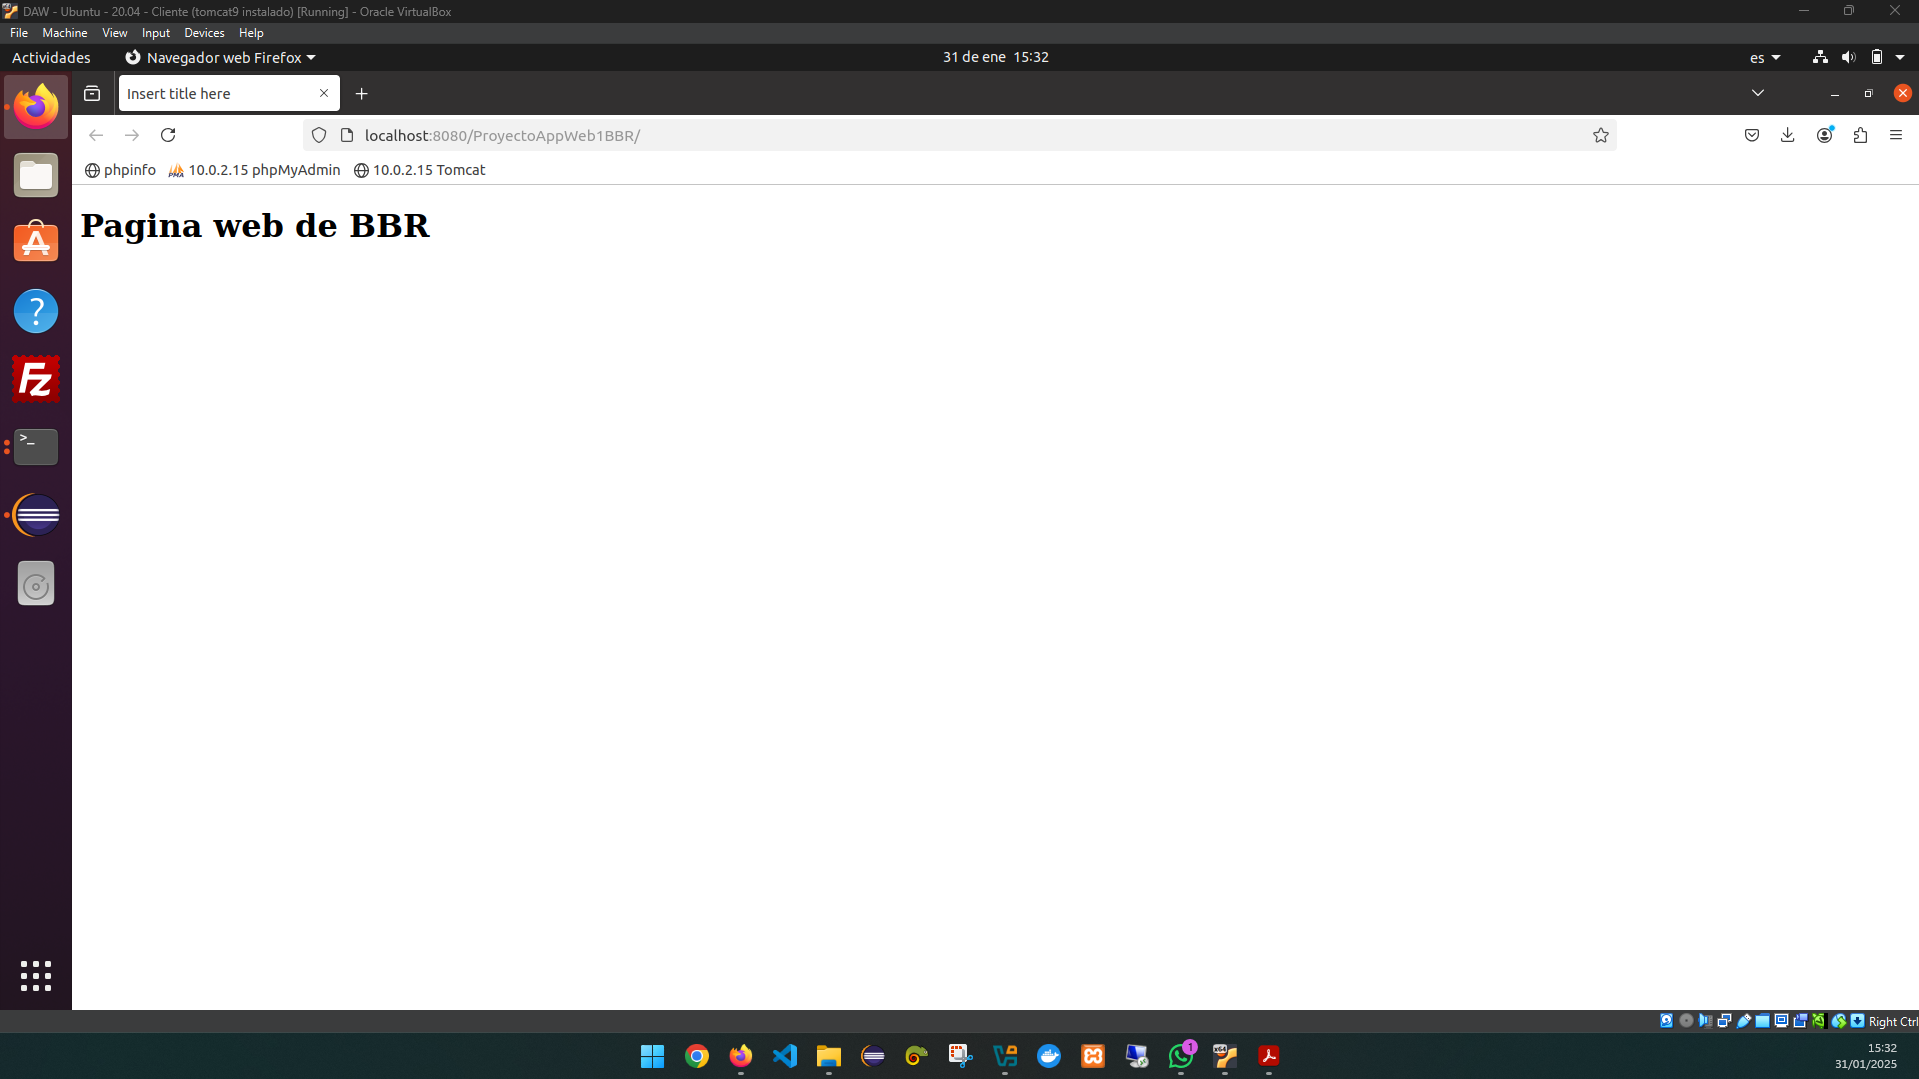 DAW - Ubuntu - 20.04 - Cliente (tomcat9 instalado) [Running] - Oracle VirtualBox
File Machine View Input Devices Help
Actividades Navegador web Firefox 31 de ene 15:32 es
Insert title here
localhost:8080/ProyectoAppWeb1BBR/
phpinfo 10.0.2.15 phpMyAdmin 10.0.2.15 Tomcat
Pagina web de BBR
Right Ctrl
1
15:32
31/01/2025